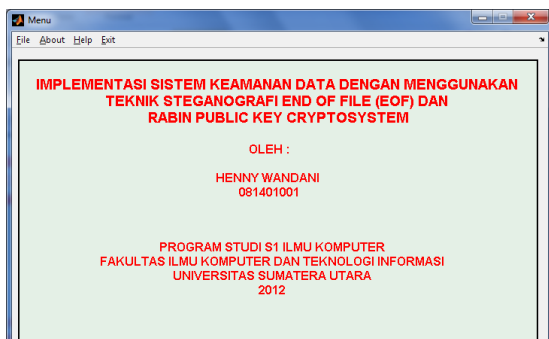 Menu
File About Help Exit
IMPLEMENTASI SISTEM KEAMANAN DATA DENGAN MENGGUNAKAN
TEKNIK STEGANOGRAFI END OF FILE (EOF) DAN
RABIN PUBLIC KEY CRYPTOSYSTEM
OLEH :
HENNY WANDANI
081401001
PROGRAM STUDI S1 ILMU KOMPUTER
FAKULTAS ILMU KOMPUTER DAN TEKNOLOGI INFORMASI
UNIVERSITAS SUMATERA UTARA
2012